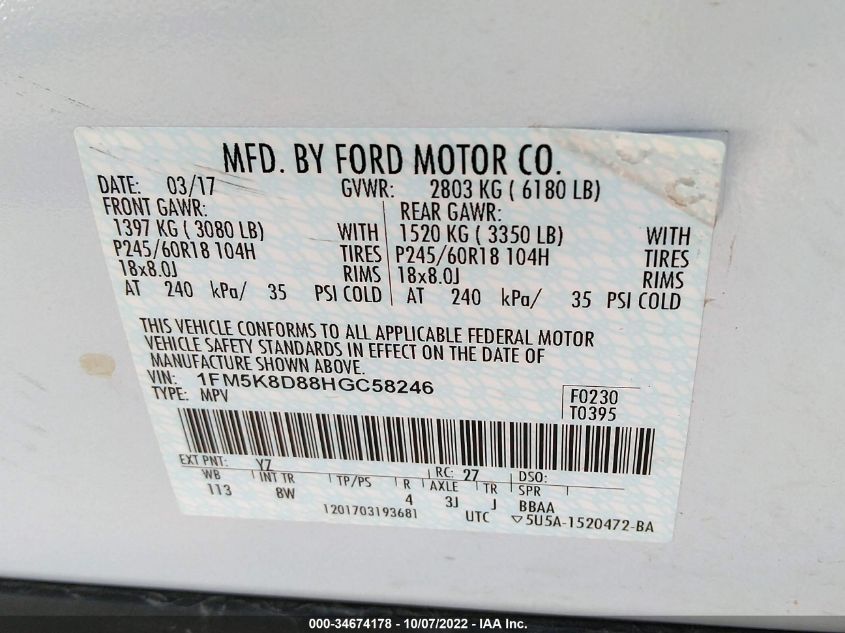 MFD. BY FORD MOTOR CO.
DATE: 03/17 GVWR: 2803 KG ( 6180 LB)
FRONT GAWR: REAR GAWR:
1397 KG ( 3080 LB) WITH 1520 KG ( 3350 LB) WITH
P245/60R18 104H TIRES P245/60R18 104H TIRES
18x8.0J RIMS 18x8.0J RIMS
AT 240 kPa/ 35 PSI COLD AT 240 kPa/ 35 PSI COLD
THIS VEHICLE CONFORMS TO ALL APPLICABLE FEDERAL MOTOR
VEHICLE SAFETY STANDARDS IN EFFECT ON THE DATE OF
MANUFACTURE SHOWN ABOVE.
VIN: 1FM5K8D88HGC58246
TYPE: MPV
F0230
T0395
EXT PNT: YZ RC: 27 DSO:
WB INT TR TP/PS R AXLE TR SPR
113 8W 4 3J J BBAA
1201703193681 UTC ▽5U5A-1520472-BA
000-34674178 - 10/07/2022 - IAA Inc.